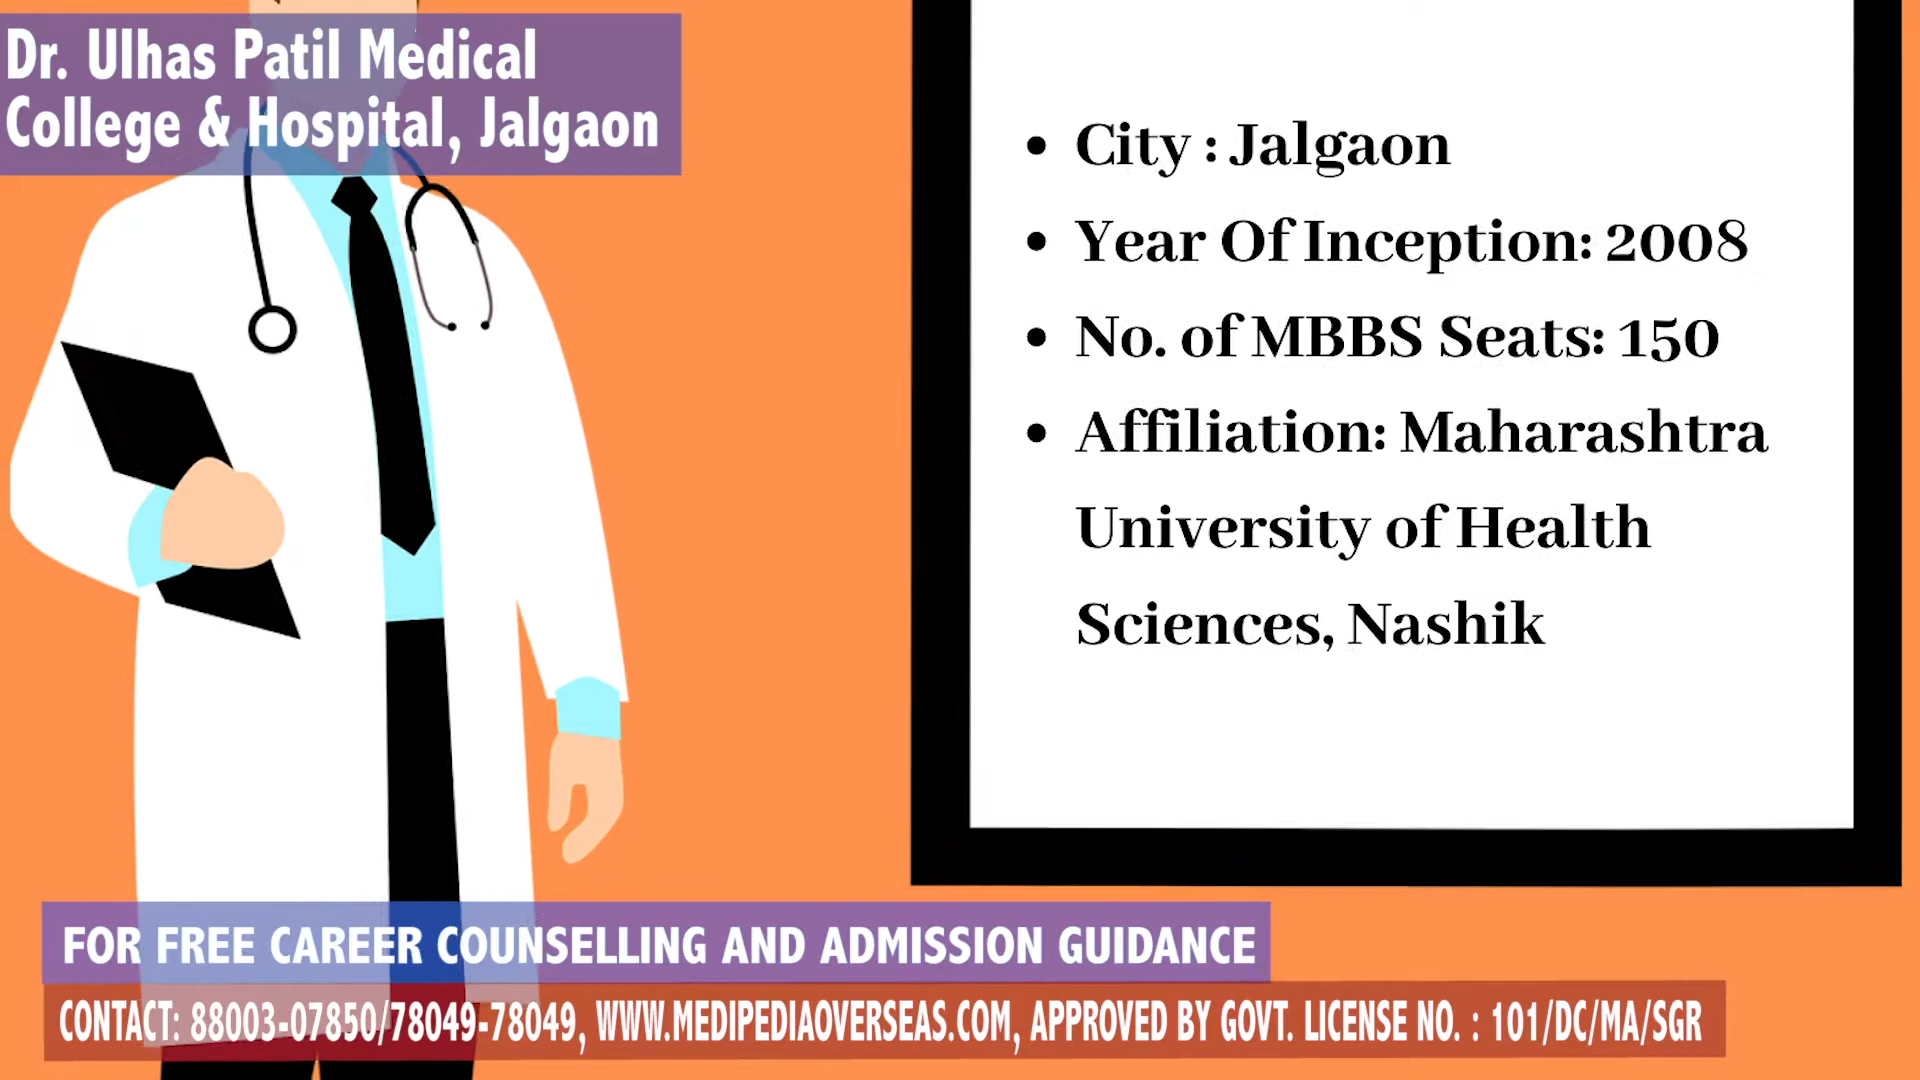 Dr. Ulhas Patil Medical
College & Hospital, Jalgaon
• City : Jalgaon
• Year Of Inception: 2008
• No. of MBBS Seats: 150
• Affiliation: Maharashtra
University of Health
Sciences, Nashik
FOR FREE CAREER COUNSELLING AND ADMISSION GUIDANCE
CONTACT: 88003-07850/78049-78049, WWW.MEDIPEDIAOVERSEAS.COM, APPROVED BY GOVT. LICENSE NO. : 101/DC/MA/SGR